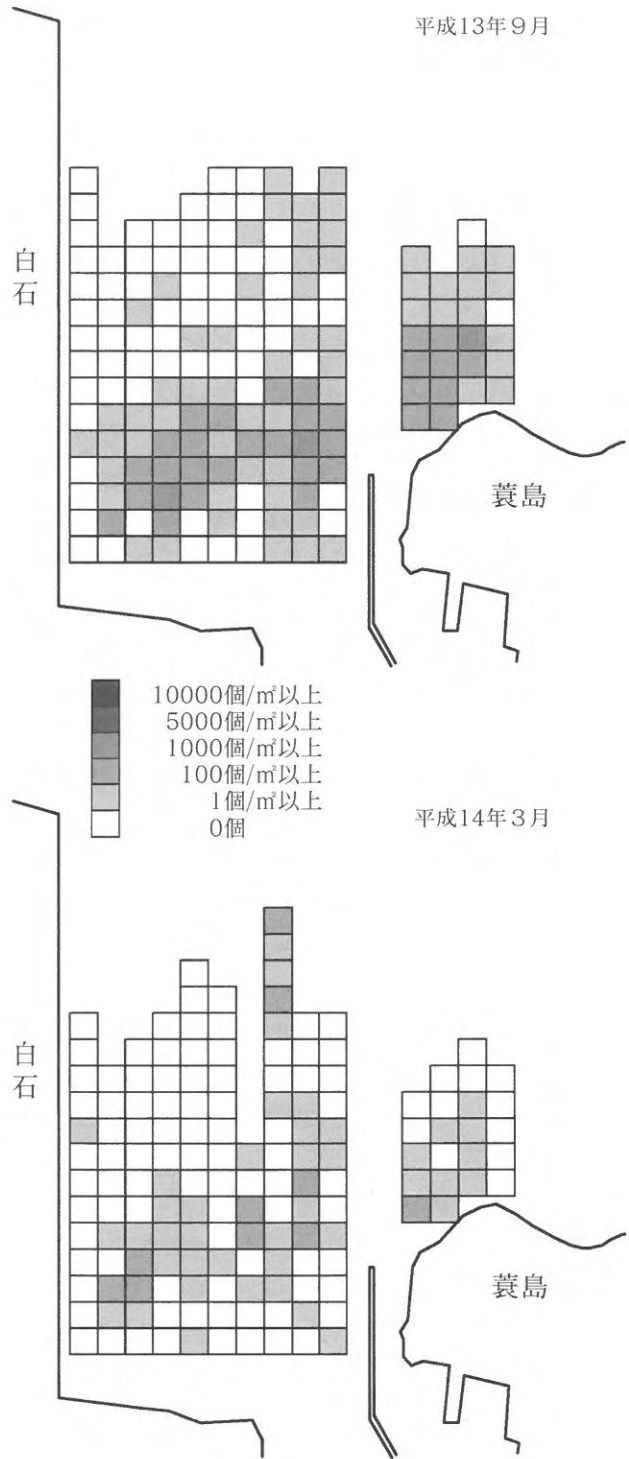 平成13年9月
白石
蓑島
10000個/㎡以上
5000個/㎡以上
1000個/㎡以上
100個/㎡以上
1個/㎡以上
0個
平成14年3月
白石
蓑島